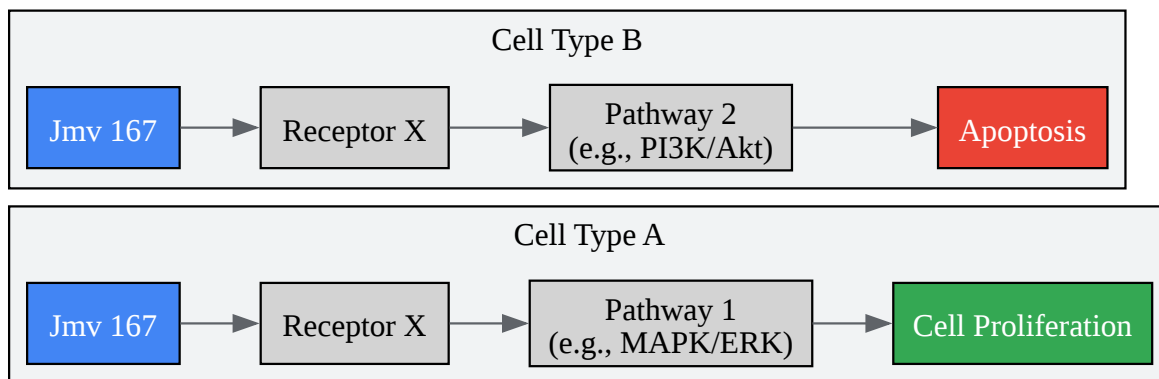 Cell Type B
Jmv 167
Receptor X
Pathway 2
(e.g., PI3K/Akt)
Apoptosis
Cell Type A
Jmv 167
Receptor X
Pathway 1
(e.g., MAPK/ERK)
Cell Proliferation